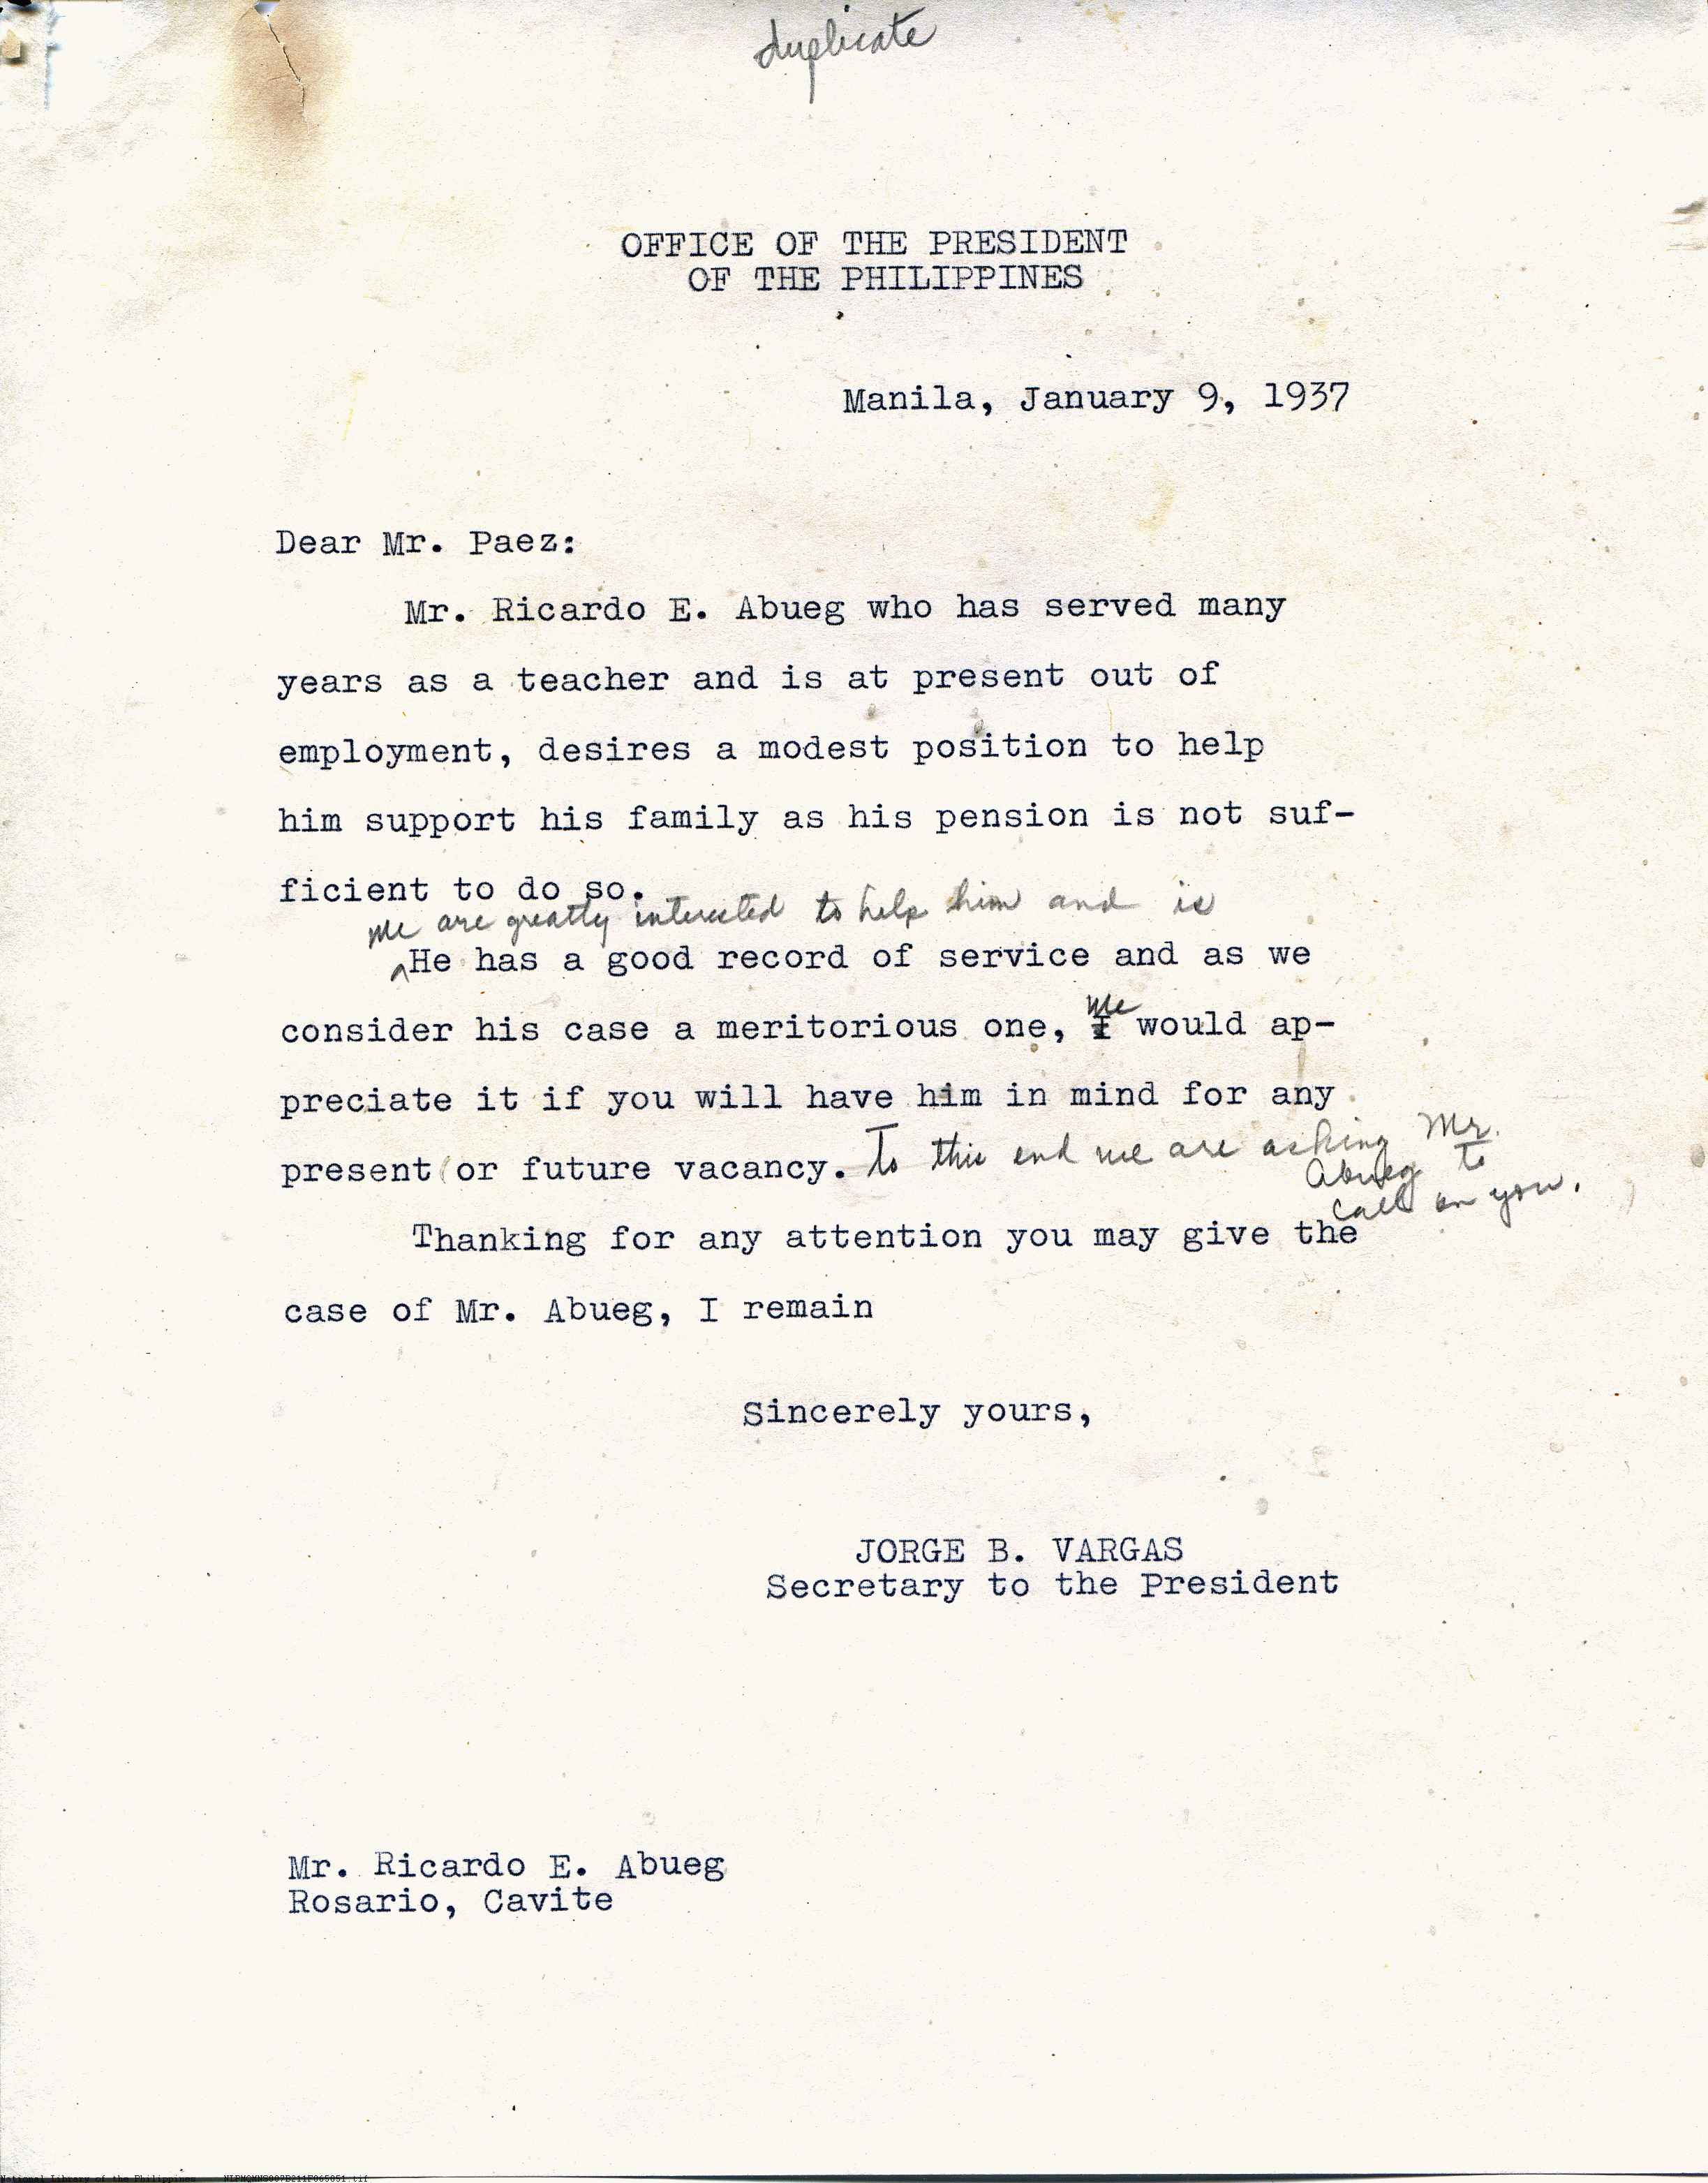 duplicate
OFFICE OF THE PRESIDENT
OF THE PHILIPPINES
Manila, January 9, 1937
Dear Mr. Paez:
Mr. Ricardo E. Abueg who has served many
years as a teacher and is at present out of
employment, desires a modest position to help
him support his family as his pension is not suf-
ficient to do so.
We are greatly interested to help him and is
^He has a good record of service and as we
We
consider his case a meritorious one, I would ap-
preciate it if you will have him in mind for any
present or future vacancy. To this end we are asking Mr.
Abueg to
call on you.
Thanking for any attention you may give the
case of Mr. Abueg, I remain
Sincerely yours,
JORGE B. VARGAS
Secretary to the President
Mr. Ricardo E. Abueg
Rosario, Cavite
National Library of the Philippines